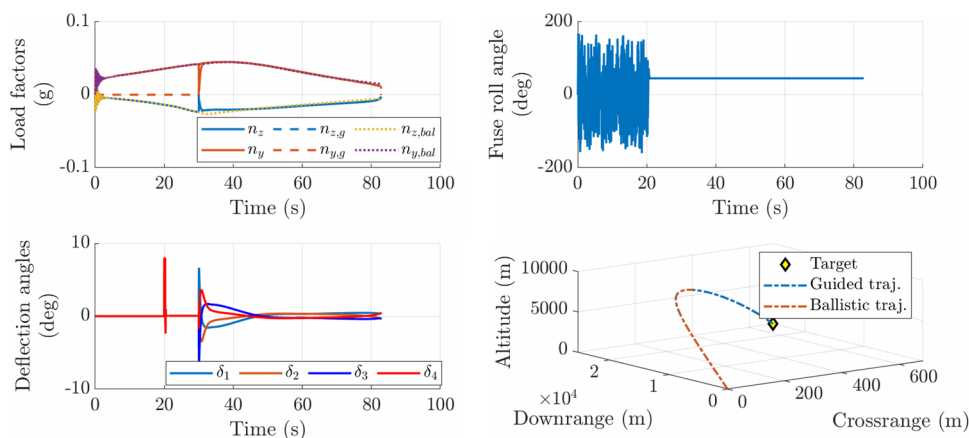 0.1
0
-0.1
Load factors
(g)
n_z n_{z,g} n_{z,bal}
n_y n_{y,g} n_{y,bal}
0 20 40 60 80 100
Time (s)
200
0
-200
Fuse roll angle
(deg)
0 20 40 60 80 100
Time (s)
10
0
-10
Deflection angles
(deg)
δ_1 δ_2 δ_3 δ_4
0 20 40 60 80 100
Time (s)
10000
5000
0
Altitude (m)
Target
Guided traj.
Ballistic traj.
2
1
0
×10^4
Downrange (m)
0 200 400 600
Crossrange (m)